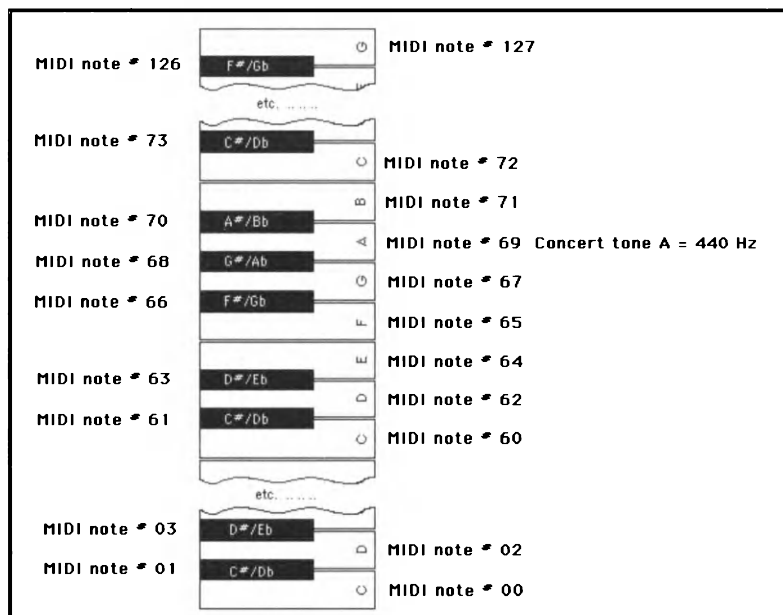 G MIDI note # 127
MIDI note # 126 F#/Gb
etc. ... ... ...
MIDI note # 73 C#/Db
C MIDI note # 72
B MIDI note # 71
MIDI note # 70 A#/Bb
A MIDI note # 69 Concert tone A = 440 Hz
MIDI note # 68 G#/Ab
G MIDI note # 67
MIDI note # 66 F#/Gb
F MIDI note # 65
E MIDI note # 64
MIDI note # 63 D#/Eb
D MIDI note # 62
MIDI note # 61 C#/Db
C MIDI note # 60
etc. ... ... ...
MIDI note # 03 D#/Eb
D MIDI note # 02
MIDI note # 01 C#/Db
C MIDI note # 00